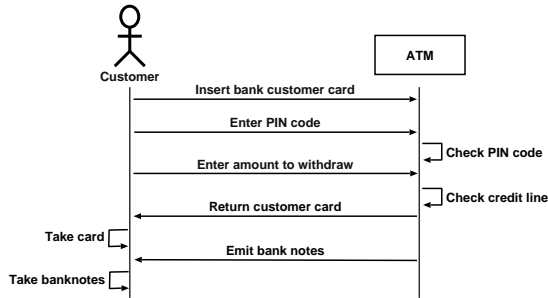 Customer
ATM
Insert bank customer card
Enter PIN code
Check PIN code
Enter amount to withdraw
Check credit line
Return customer card
Take card
Emit bank notes
Take banknotes